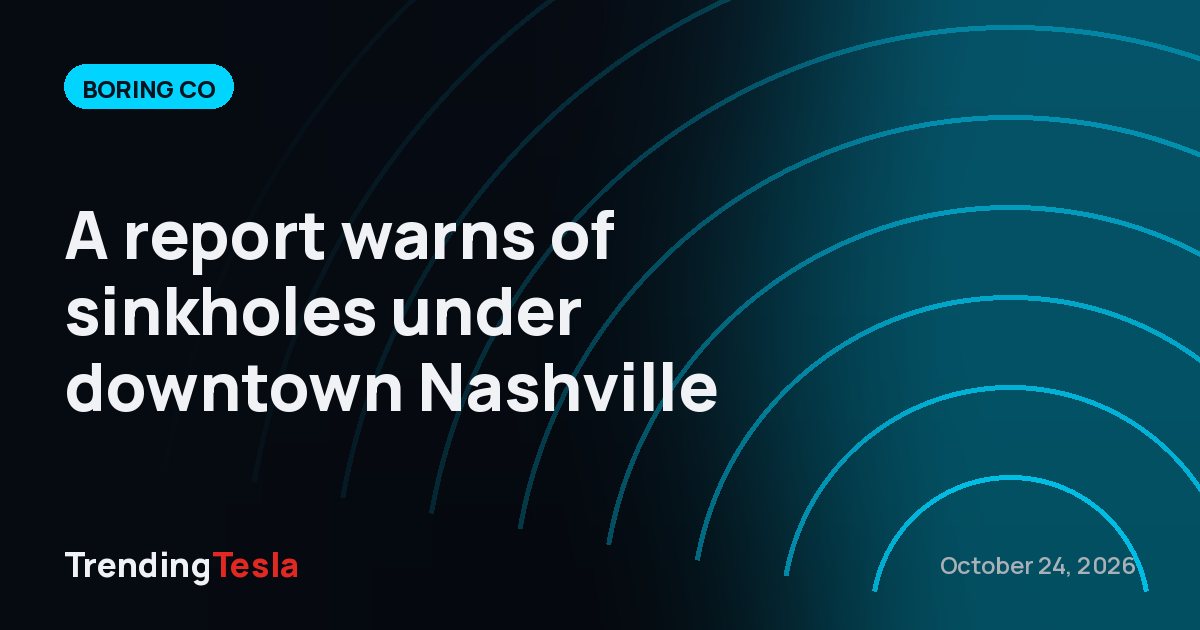 BORING CO
A report warns of
sinkholes under
downtown Nashville
TrendingTesla
October 24, 2026